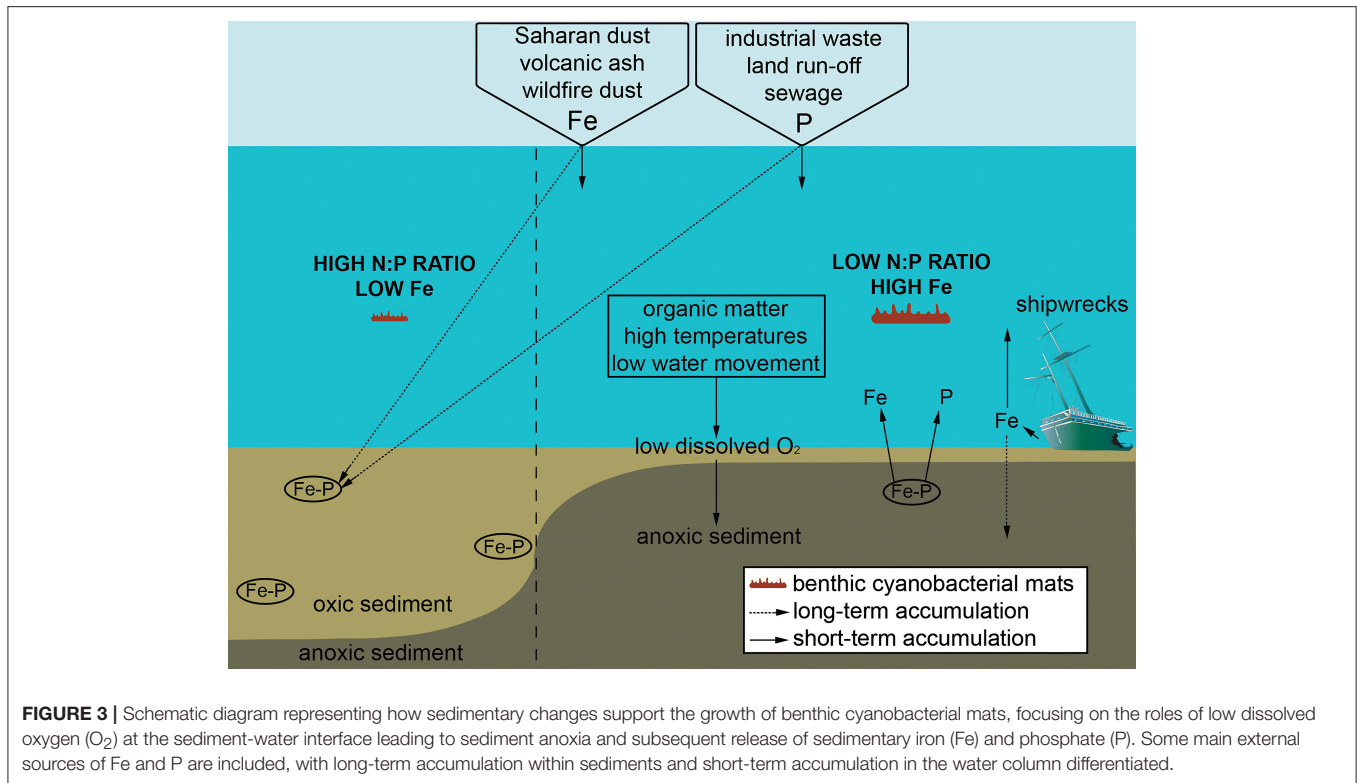 Saharan dust
volcanic ash
wildfire dust
Fe
industrial waste
land run-off
sewage
P
HIGH N:P RATIO
LOW Fe
LOW N:P RATIO
HIGH Fe
shipwrecks
organic matter
high temperatures
low water movement
Fe
P
Fe
low dissolved O₂
Fe-P
Fe-P
anoxic sediment
Fe-P
Fe-P
oxic sediment
anoxic sediment
benthic cyanobacterial mats
long-term accumulation
short-term accumulation
FIGURE 3 | Schematic diagram representing how sedimentary changes support the growth of benthic cyanobacterial mats, focusing on the roles of low dissolved
oxygen (O₂) at the sediment-water interface leading to sediment anoxia and subsequent release of sedimentary iron (Fe) and phosphate (P). Some main external
sources of Fe and P are included, with long-term accumulation within sediments and short-term accumulation in the water column differentiated.